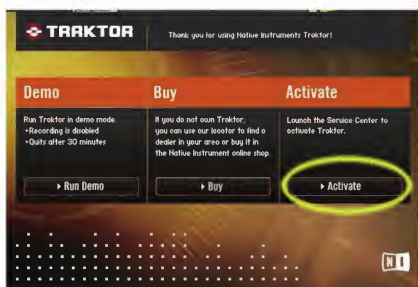 TRAKTOR
Thank you for using Native Instruments Traktor!
Demo
Run Traktor in demo mode.
•Recording is disabled
•Quits after 30 minutes
▸ Run Demo
Buy
If you do not own Traktor,
you can use our locator to find a
dealer in your area or buy it in
the Native Instrument online shop
▸ Buy
Activate
Launch the Service Center to
activate Traktor.
▸ Activate
NI